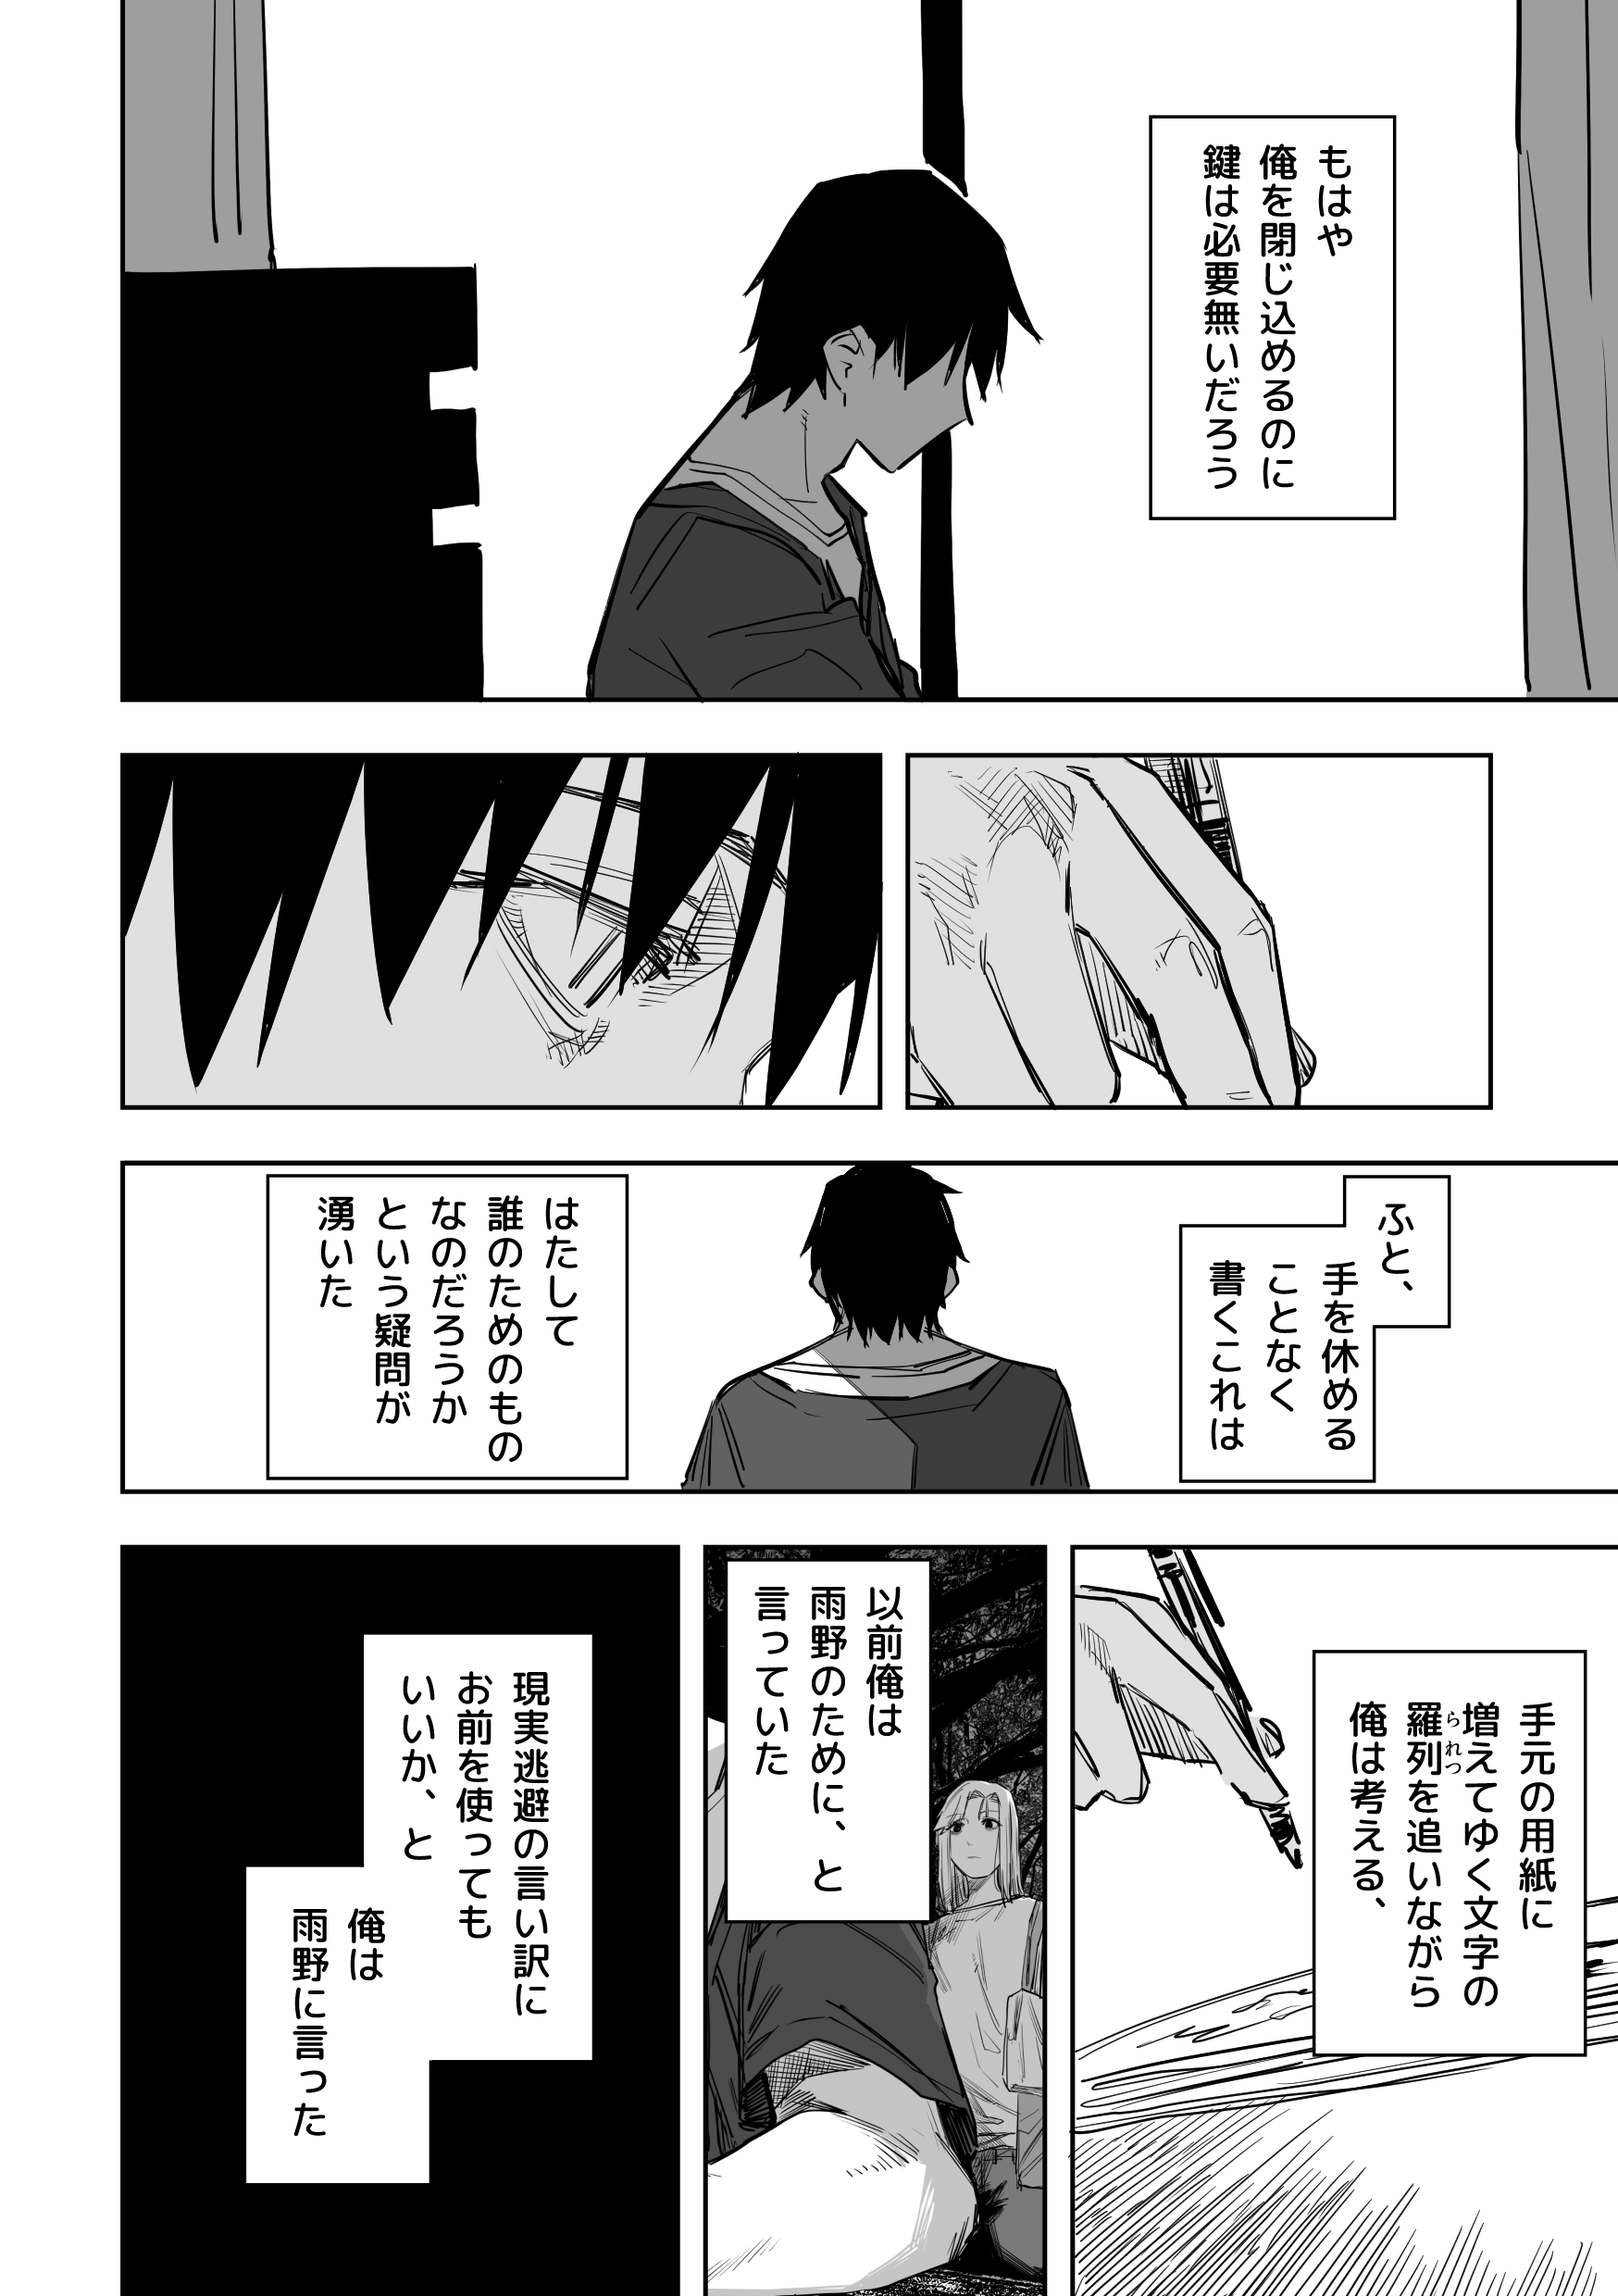 もはや
俺を閉じ込めるのに
鍵は必要無いだろう
ふと、
手を休める
ことなく
書くこれは
はたして
誰のためのもの
なのだろうか
という疑問が
湧いた
手元の用紙に
増えてゆく文字の
羅列を追いながら
られつ
俺は考える、
以前俺は
雨野のために、と
言っていた
現実逃避の言い訳に
お前を使っても
いいか、と
俺は
雨野に言った